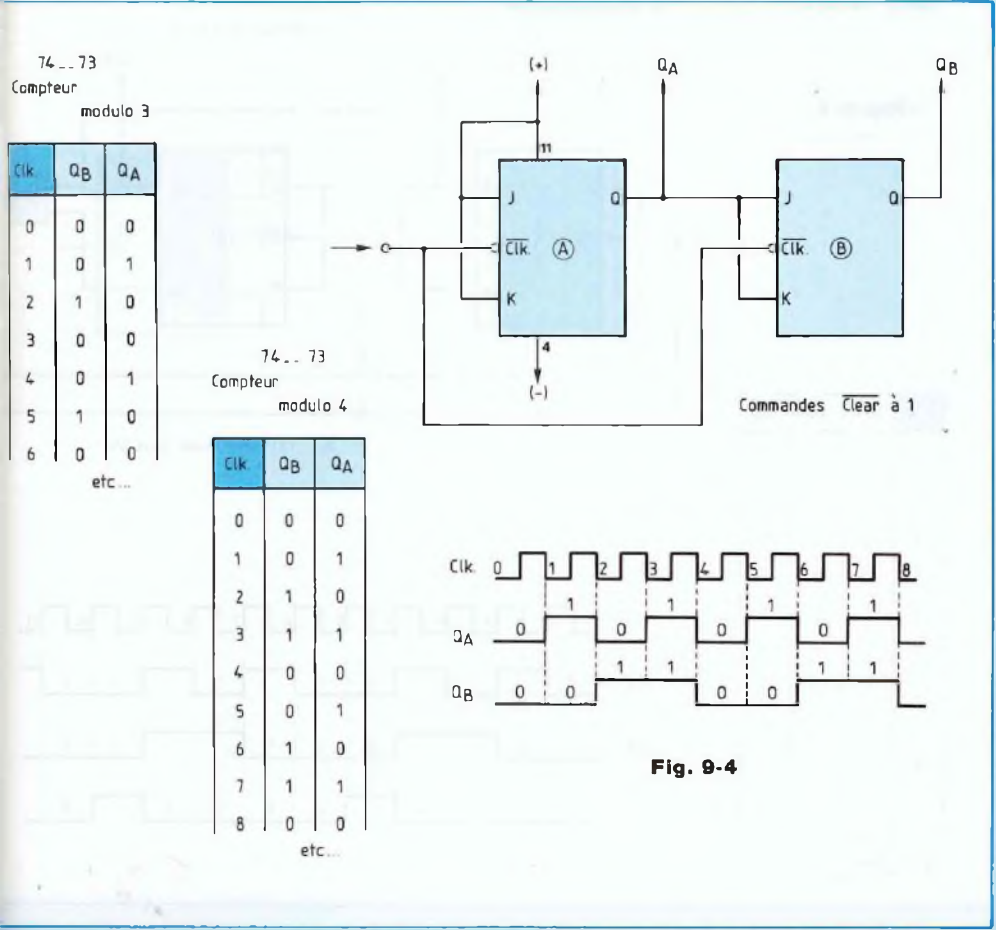 74__73
Compteur
modulo 3
Clk. QB QA
0 0 0
1 0 1
2 1 0
3 0 0
4 0 1
5 1 0
6 0 0
etc...
74__73
Compteur
modulo 4
Clk. QB QA
0 0 0
1 0 1
2 1 0
3 1 1
4 0 0
5 0 1
6 1 0
7 1 1
8 0 0
etc...
(+) QA QB
11
J Q J Q
Clk. A Clk. B
K K
4
(-)
Commandes Clear à 1
Clk. 0 1 2 3 4 5 6 7 8
1 1 1 1
QA 0 0 0 0
1 1 1 1
QB 0 0 0 0
Fig. 9-4